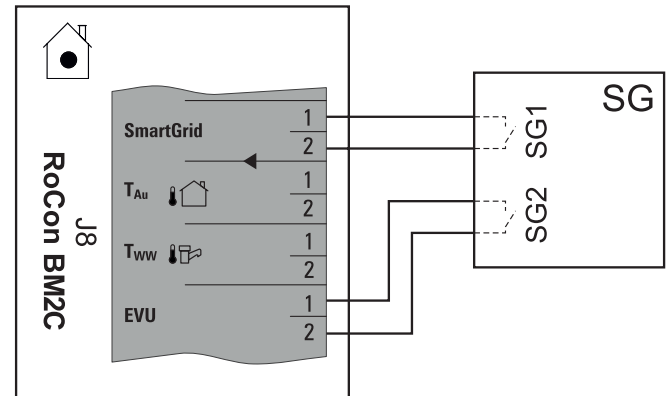 J8
RoCon BM2C
SmartGrid
1
2
TAu
1
2
TWW
1
2
EVU
1
2
SG
SG1
SG2